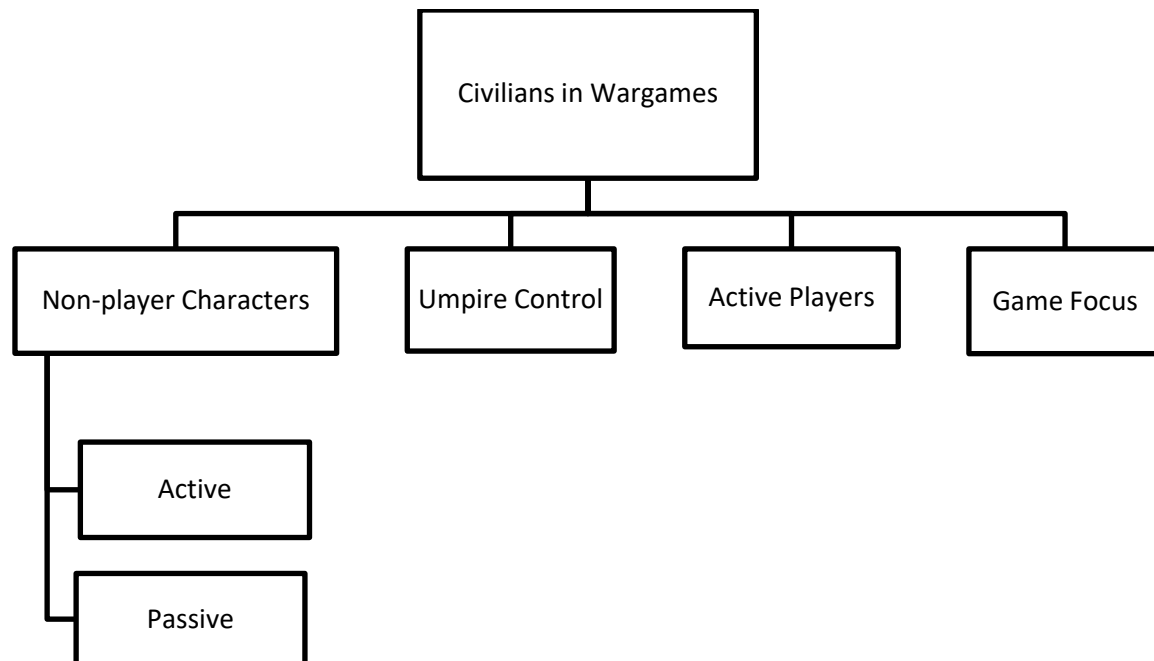 Civilians in Wargames
Non-player Characters
Umpire Control
Active Players
Game Focus
Active
Passive